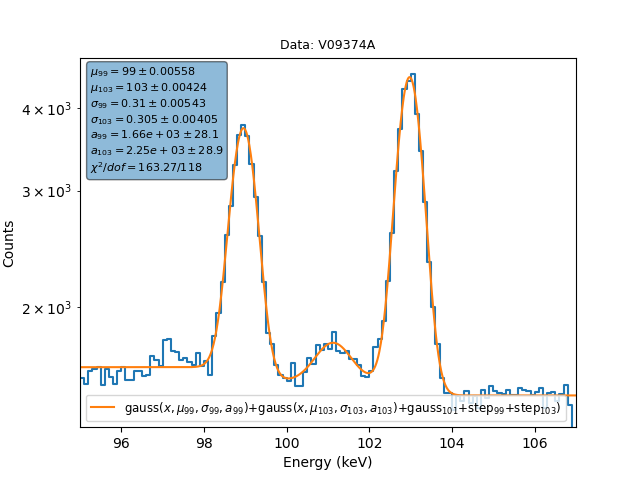 Data: V09374A
μ99 = 99 ± 0.00558
μ103 = 103 ± 0.00424
σ99 = 0.31 ± 0.00543
σ103 = 0.305 ± 0.00405
a99 = 1.66e + 03 ± 28.1
a103 = 2.25e + 03 ± 28.9
χ²/dof = 163.27/118
4 × 10³
3 × 10³
2 × 10³
Counts
gauss(x, μ99, σ99, a99)+gauss(x, μ103, σ103, a103)+gauss101+step99+step103)
96 98 100 102 104 106
Energy (keV)